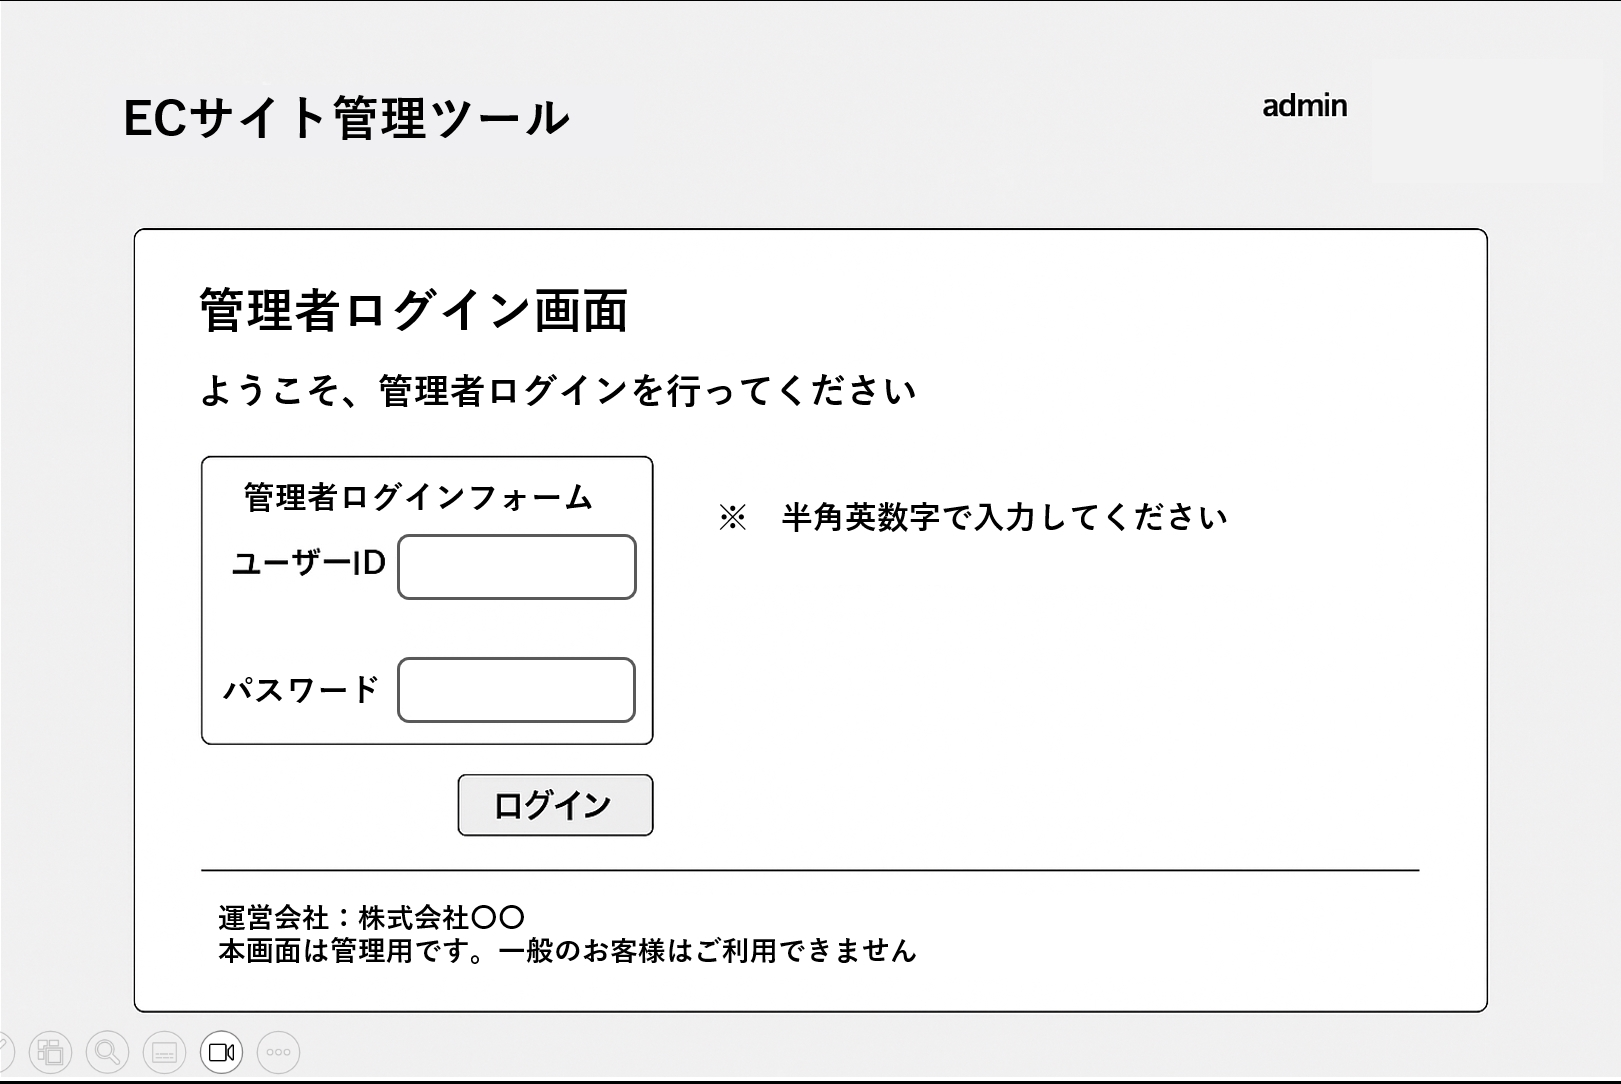 ECサイト管理ツール
admin
管理者ログイン画面
ようこそ、管理者ログインを行ってください
管理者ログインフォーム
ユーザーID
※　半角英数字で入力してください
パスワード
ログイン
運営会社：株式会社〇〇
本画面は管理用です。一般のお客様はご利用できません